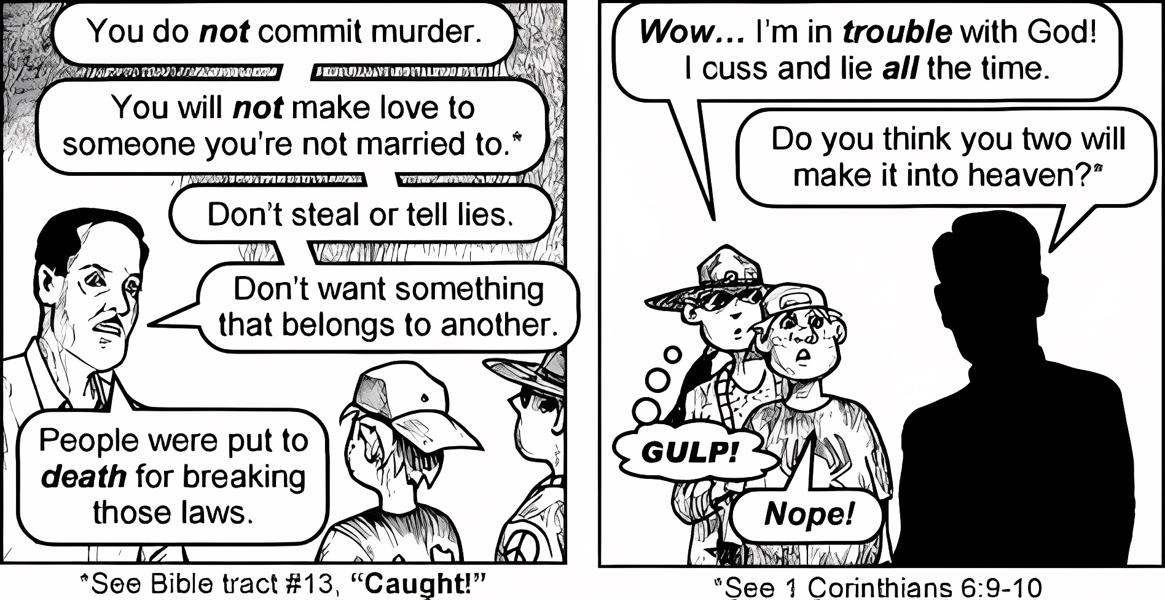 You do not commit murder.
You will not make love to
someone you're not married to.*
Don't steal or tell lies.
Don't want something
that belongs to another.
People were put to
death for breaking
those laws.
*See Bible tract #13, “Caught!”
Wow... I'm in trouble with God!
I cuss and lie all the time.
Do you think you two will
make it into heaven?*
GULP!
Nope!
*See 1 Corinthians 6:9-10